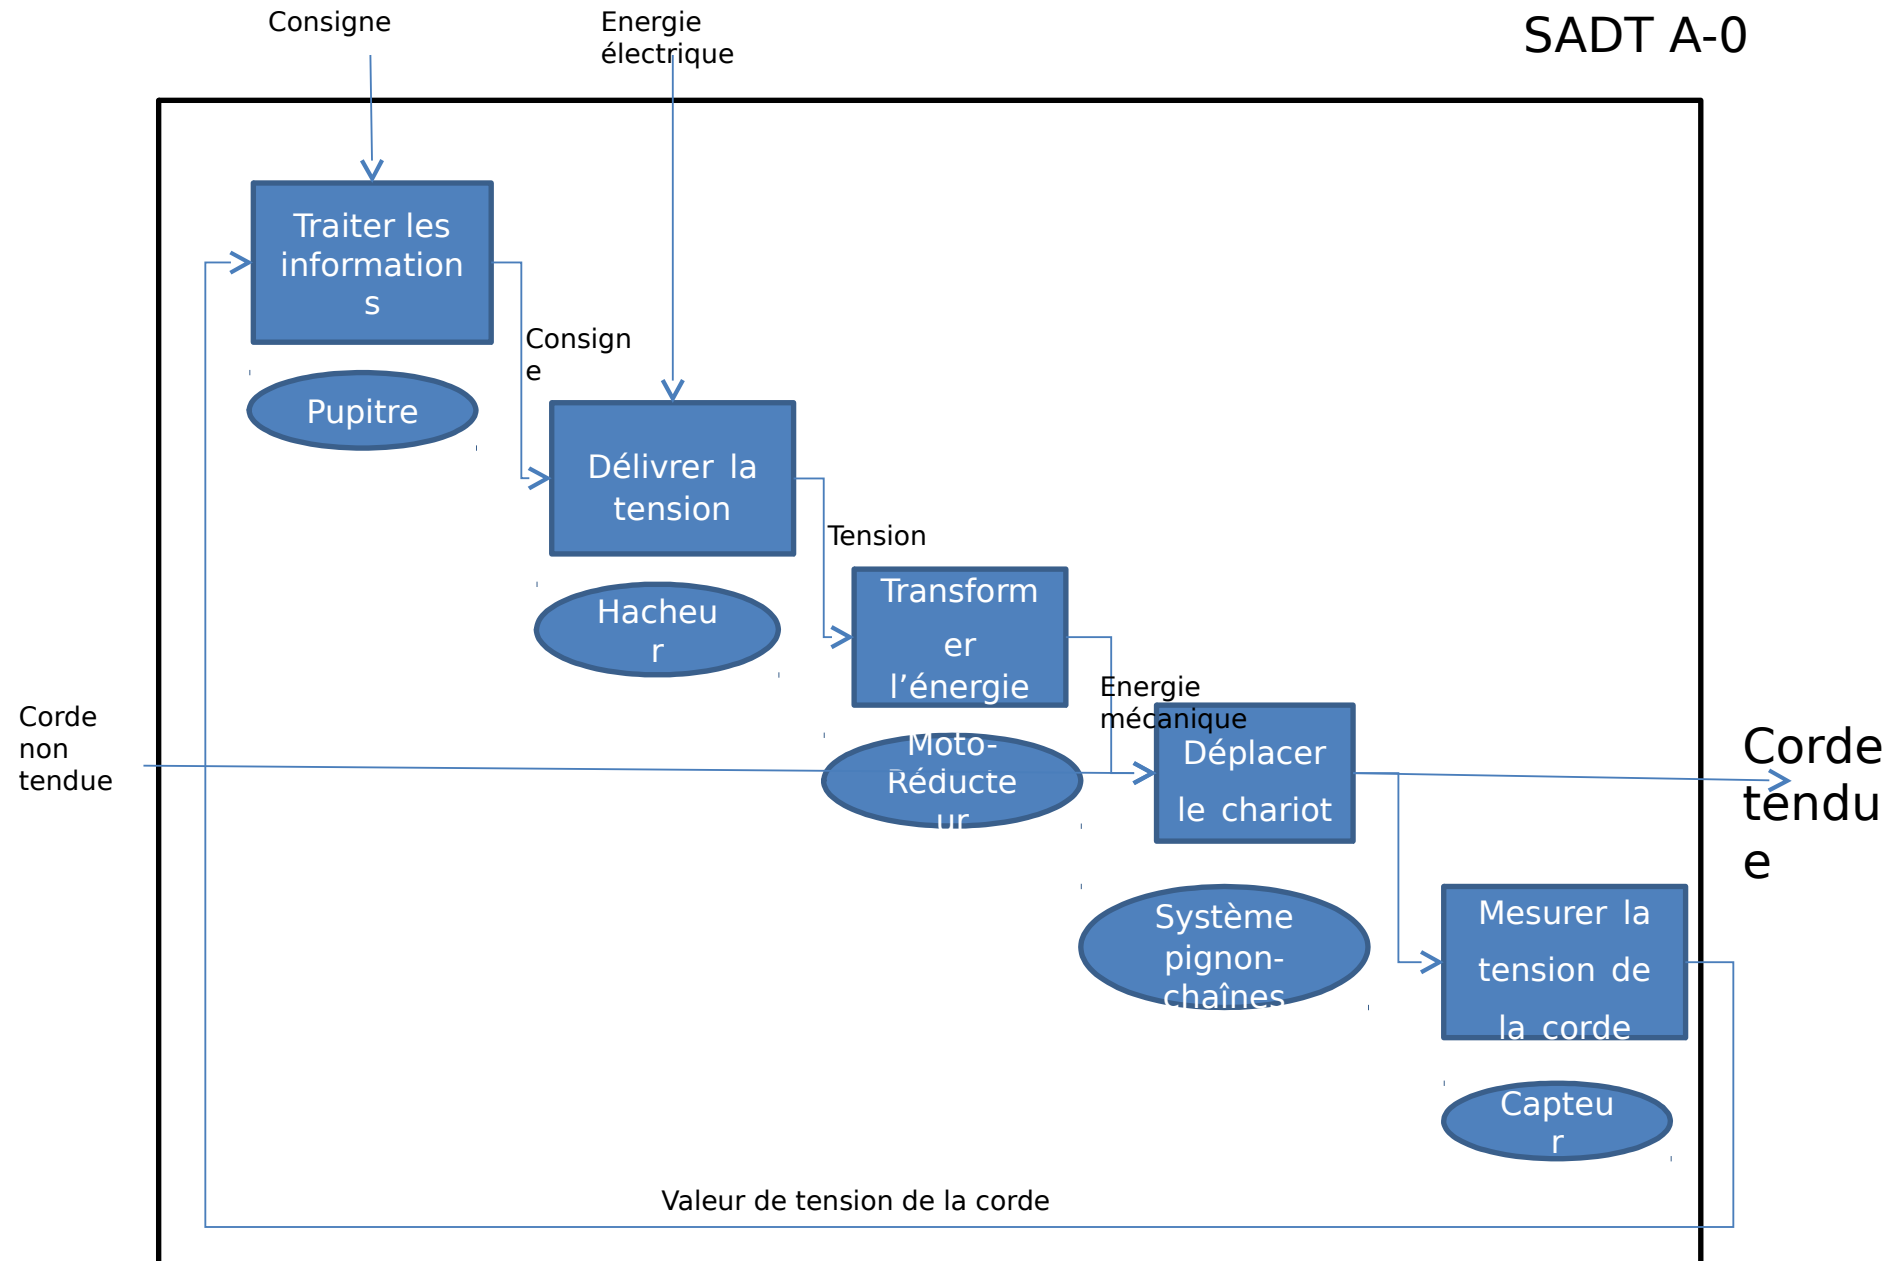 Consigne
Energie
électrique
SADT A-0
Traiter les
information
s
Consign
e
Pupitre
Délivrer la
tension
Tension
Hacheu
r
Transform
er
l’énergie
Energie
mécanique
Corde
non
tendue
Moto-
Réducte
ur
Déplacer
le chariot
Corde
tendu
e
Système
pignon-
chaînes
Mesurer la
tension de
la corde
Capteu
r
Valeur de tension de la corde